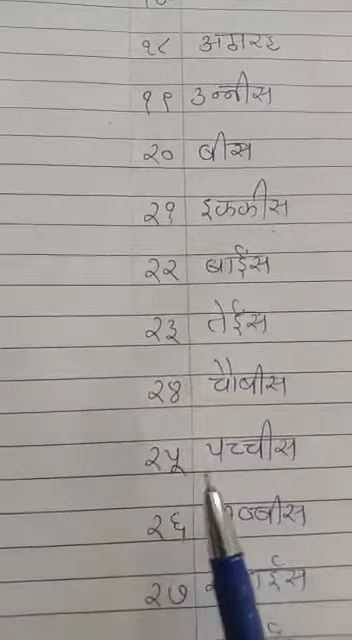 १८ अठारह
१९ उन्नीस
२० बीस
२१ इक्कीस
२२ बाईस
२३ तेईस
२४ चौबीस
२५ पच्चीस
२६
२७